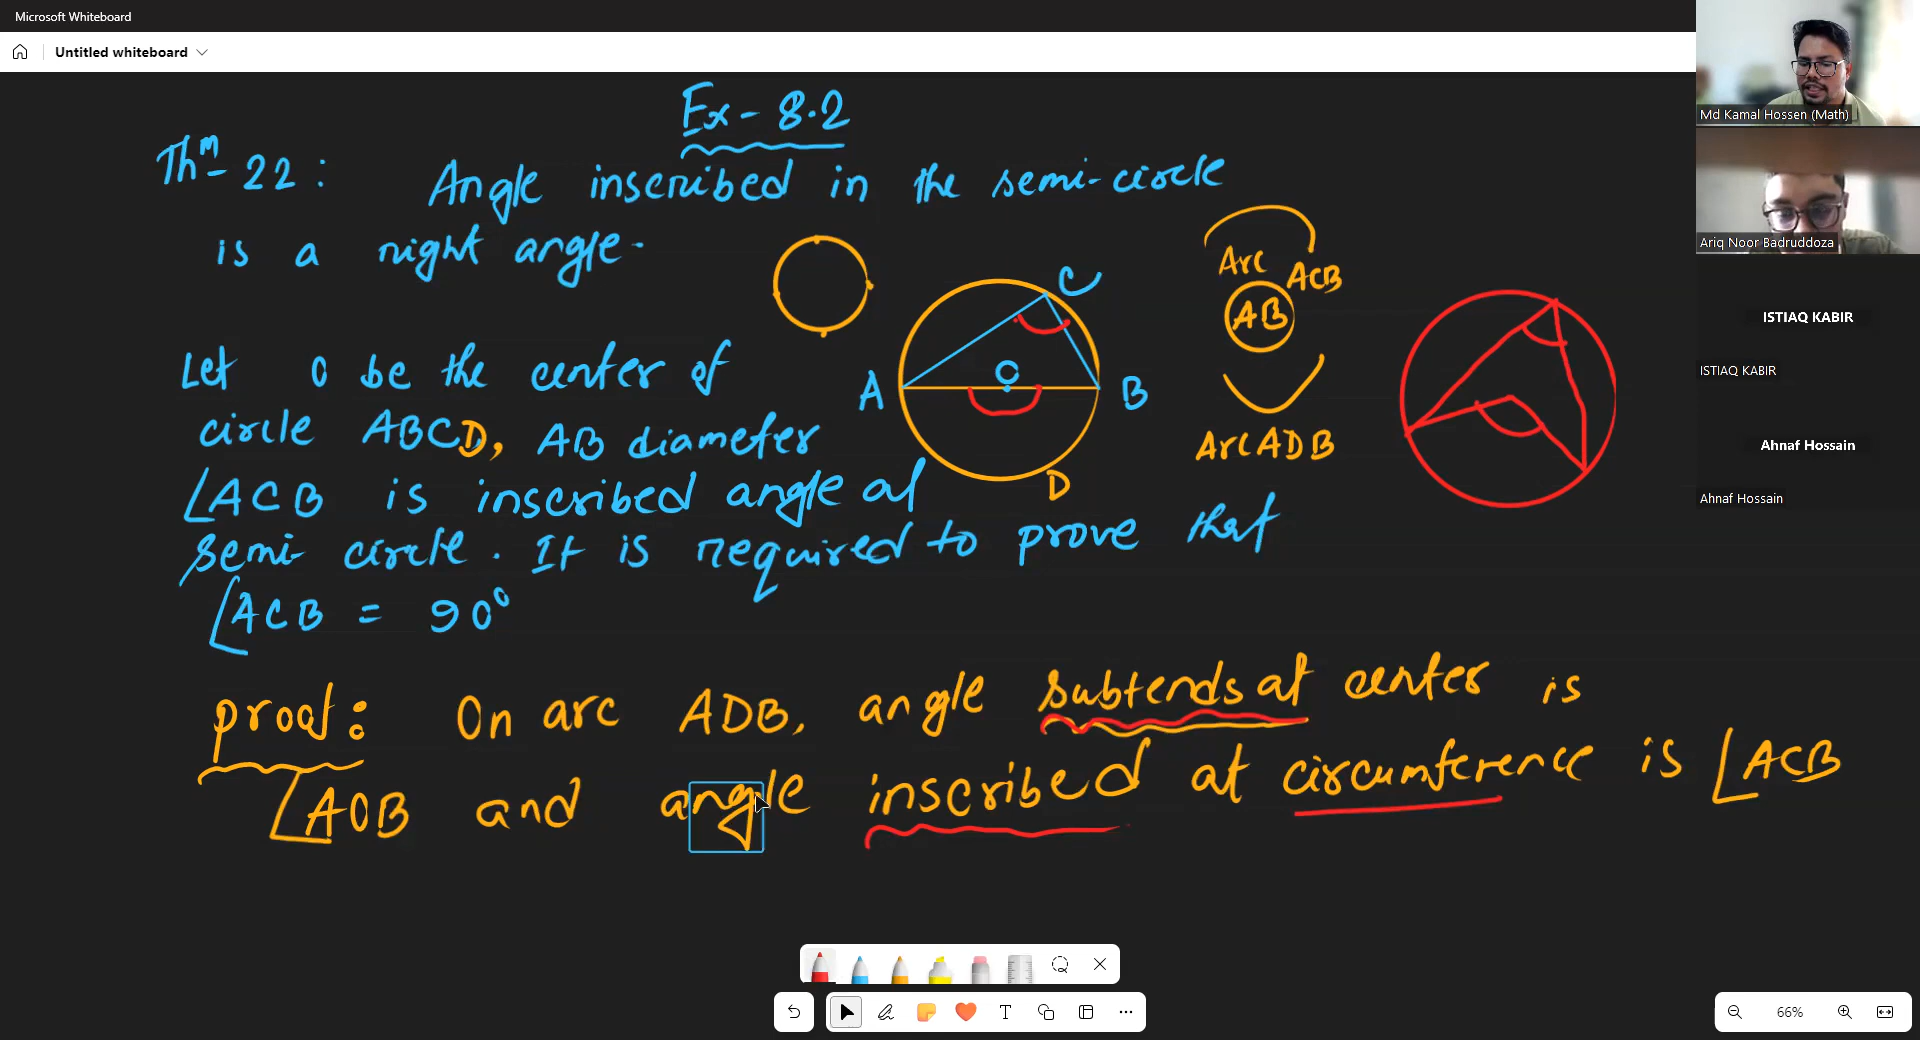 Microsoft Whiteboard
Untitled whiteboard
Ex - 8.2
Thm - 22 : Angle inscribed in the semi-circle
is a right angle.
Let O be the center of
circle ABCD, AB diameter
∠ACB is inscribed angle at
semi circle. It is required to prove that
∠ACB = 90°
C
A
O
B
D
Arc ACB
AB
Arc ADB
proof: On arc ADB, angle subtends at center is
∠AOB and angle inscribed at circumference is ∠ACB
Md Kamal Hossen (Math)
Ariq Noor Badruddoza
ISTIAQ KABIR
ISTIAQ KABIR
Ahnaf Hossain
Ahnaf Hossain
66%